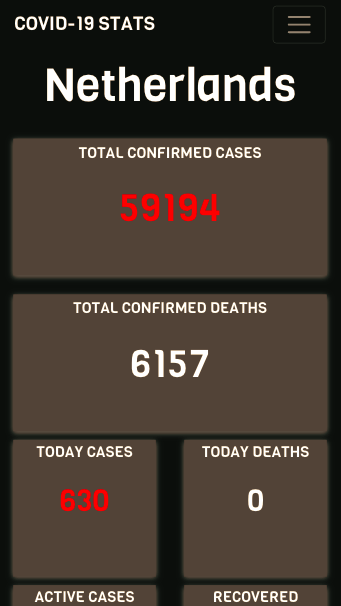 COVID-19 STATS
Netherlands
TOTAL CONFIRMED CASES
59194
TOTAL CONFIRMED DEATHS
6157
TODAY CASES
630
TODAY DEATHS
0
ACTIVE CASES
RECOVERED